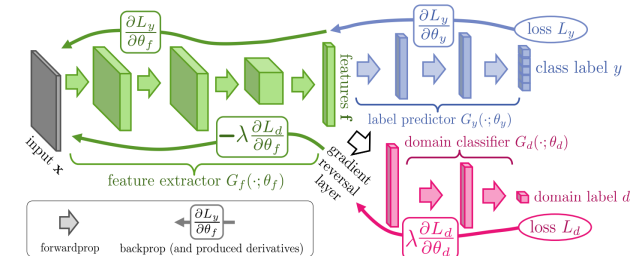 ∂L_y/∂θ_f
∂L_y/∂θ_y
loss L_y
features f
class label y
label predictor G_y(·;θ_y)
input x
−λ ∂L_d/∂θ_f
feature extractor G_f(·;θ_f)
gradient
reversal
layer
domain classifier G_d(·;θ_d)
domain label d
λ ∂L_d/∂θ_d
loss L_d
∂L_y/∂θ_f
forwardprop
backprop (and produced derivatives)